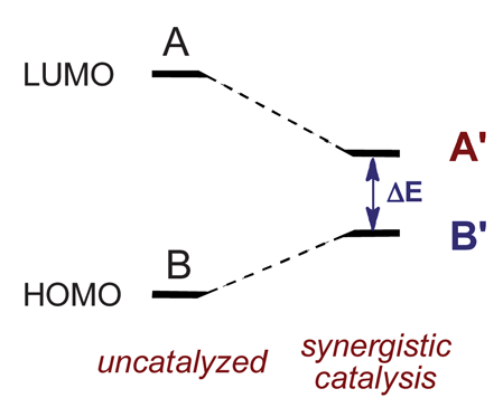 A
LUMO
A'
ΔE
B'
B
HOMO
uncatalyzed
synergistic
catalysis